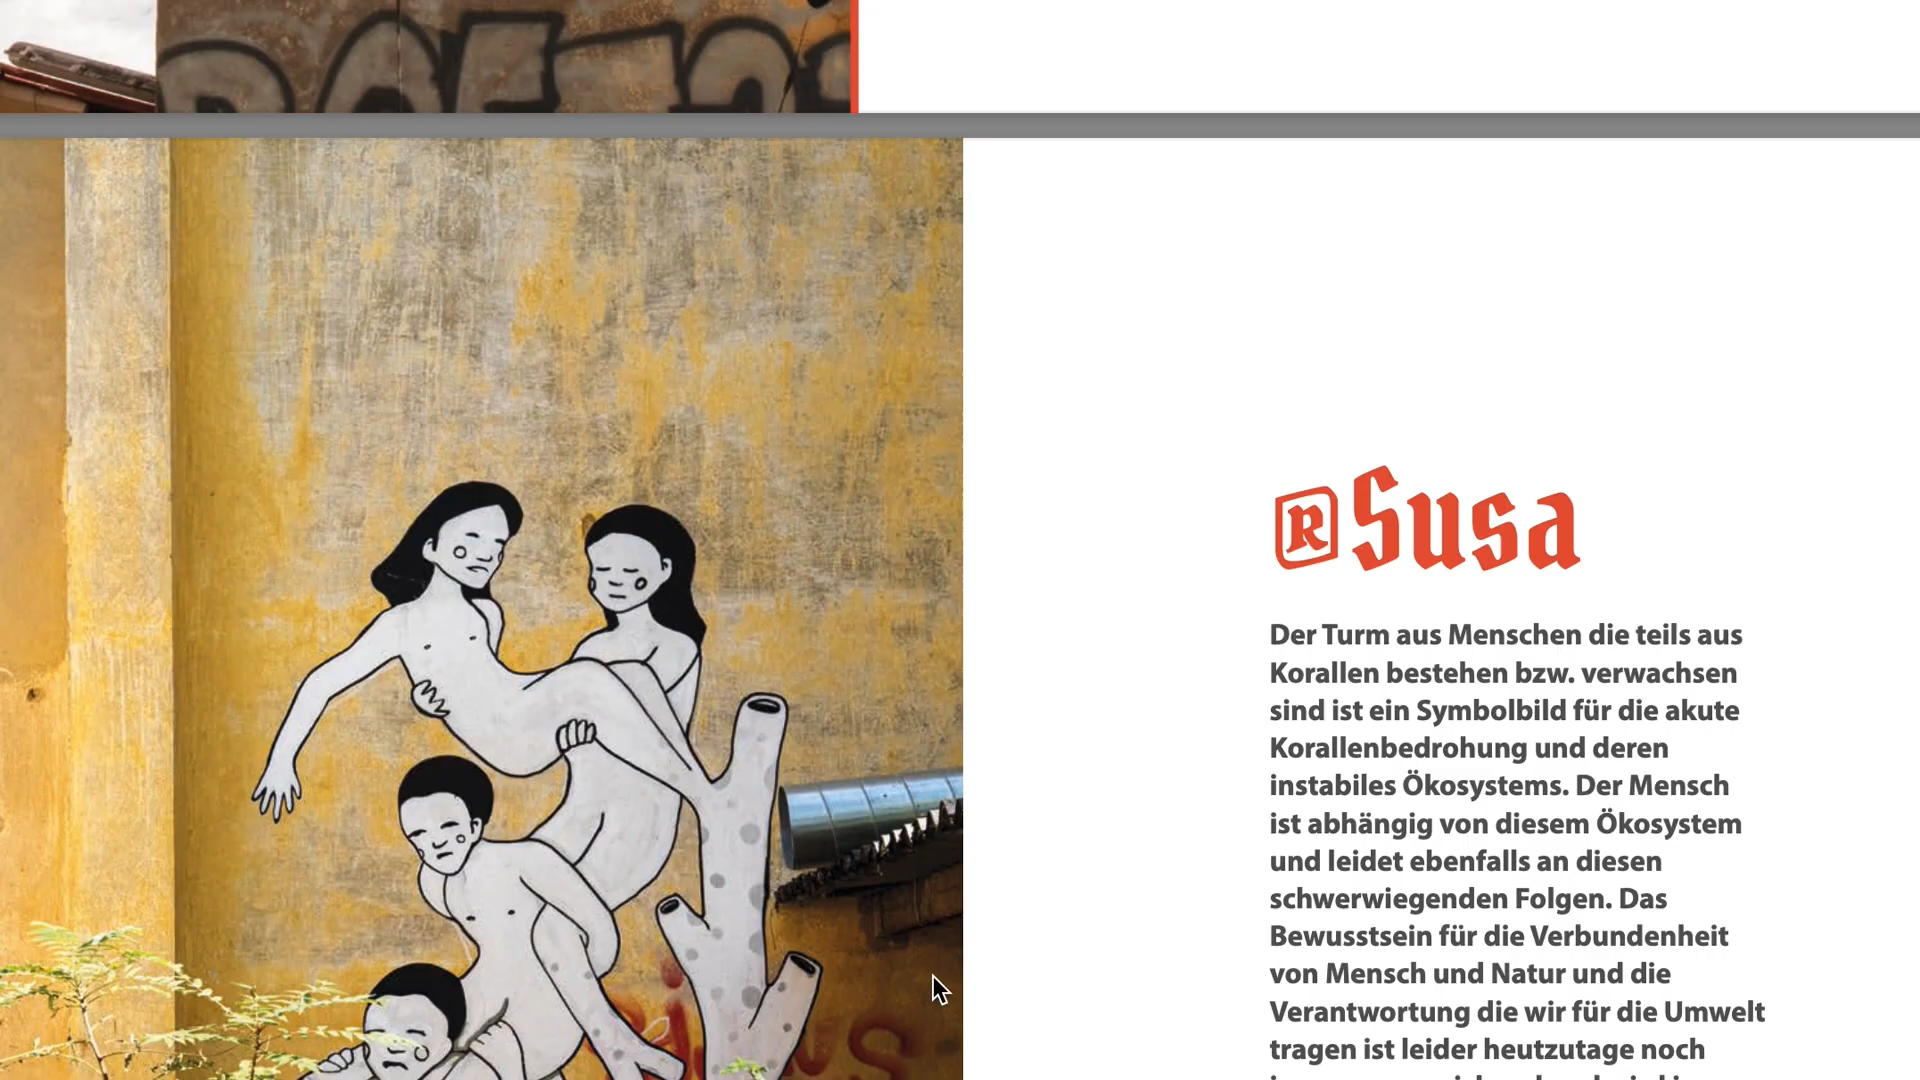 ®Susa
Der Turm aus Menschen die teils aus
Korallen bestehen bzw. verwachsen
sind ist ein Symbolbild für die akute
Korallenbedrohung und deren
instabiles Ökosystems. Der Mensch
ist abhängig von diesem Ökosystem
und leidet ebenfalls an diesen
schwerwiegenden Folgen. Das
Bewusstsein für die Verbundenheit
von Mensch und Natur und die
Verantwortung die wir für die Umwelt
tragen ist leider heutzutage noch